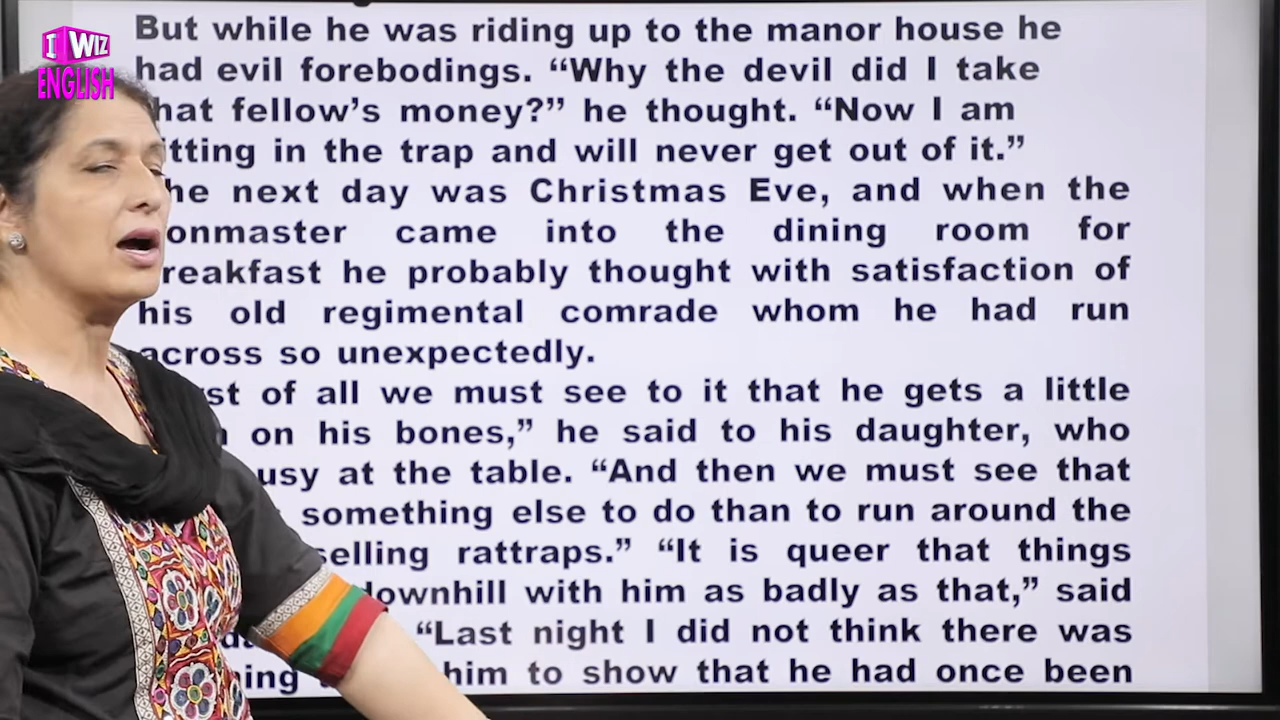 I WIZ
ENGLISH
But while he was riding up to the manor house he
had evil forebodings. “Why the devil did I take
fellow’s money?” he thought. “Now I am
in the trap and will never get out of it.”
next day was Christmas Eve, and when the
came into the dining room for
he probably thought with satisfaction of
his old regimental comrade whom he had run
across so unexpectedly.
of all we must see to it that he gets a little
on his bones,” he said to his daughter, who
at the table. “And then we must see that
something else to do than to run around the
selling rattraps.” “It is queer that things
downhill with him as badly as that,” said
“Last night I did not think there was
him to show that he had once been